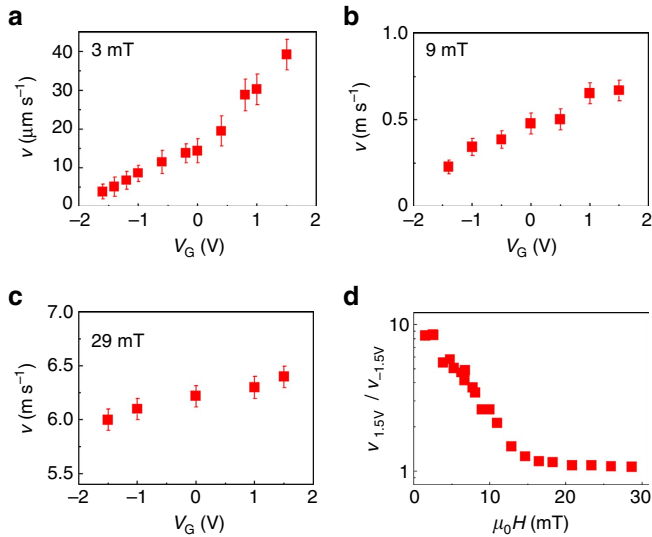 a
3 mT
40
30
20
10
0
−2
−1
0
1
2
v (μm s⁻¹)
V_G (V)
b
9 mT
1.0
0.5
0
−2
−1
0
1
2
v (m s⁻¹)
V_G (V)
c
29 mT
7.0
6.5
6.0
5.5
−2
−1
0
1
2
v (m s⁻¹)
V_G (V)
d
10
1
0
10
20
30
v 1.5V / v −1.5V
μ₀H (mT)